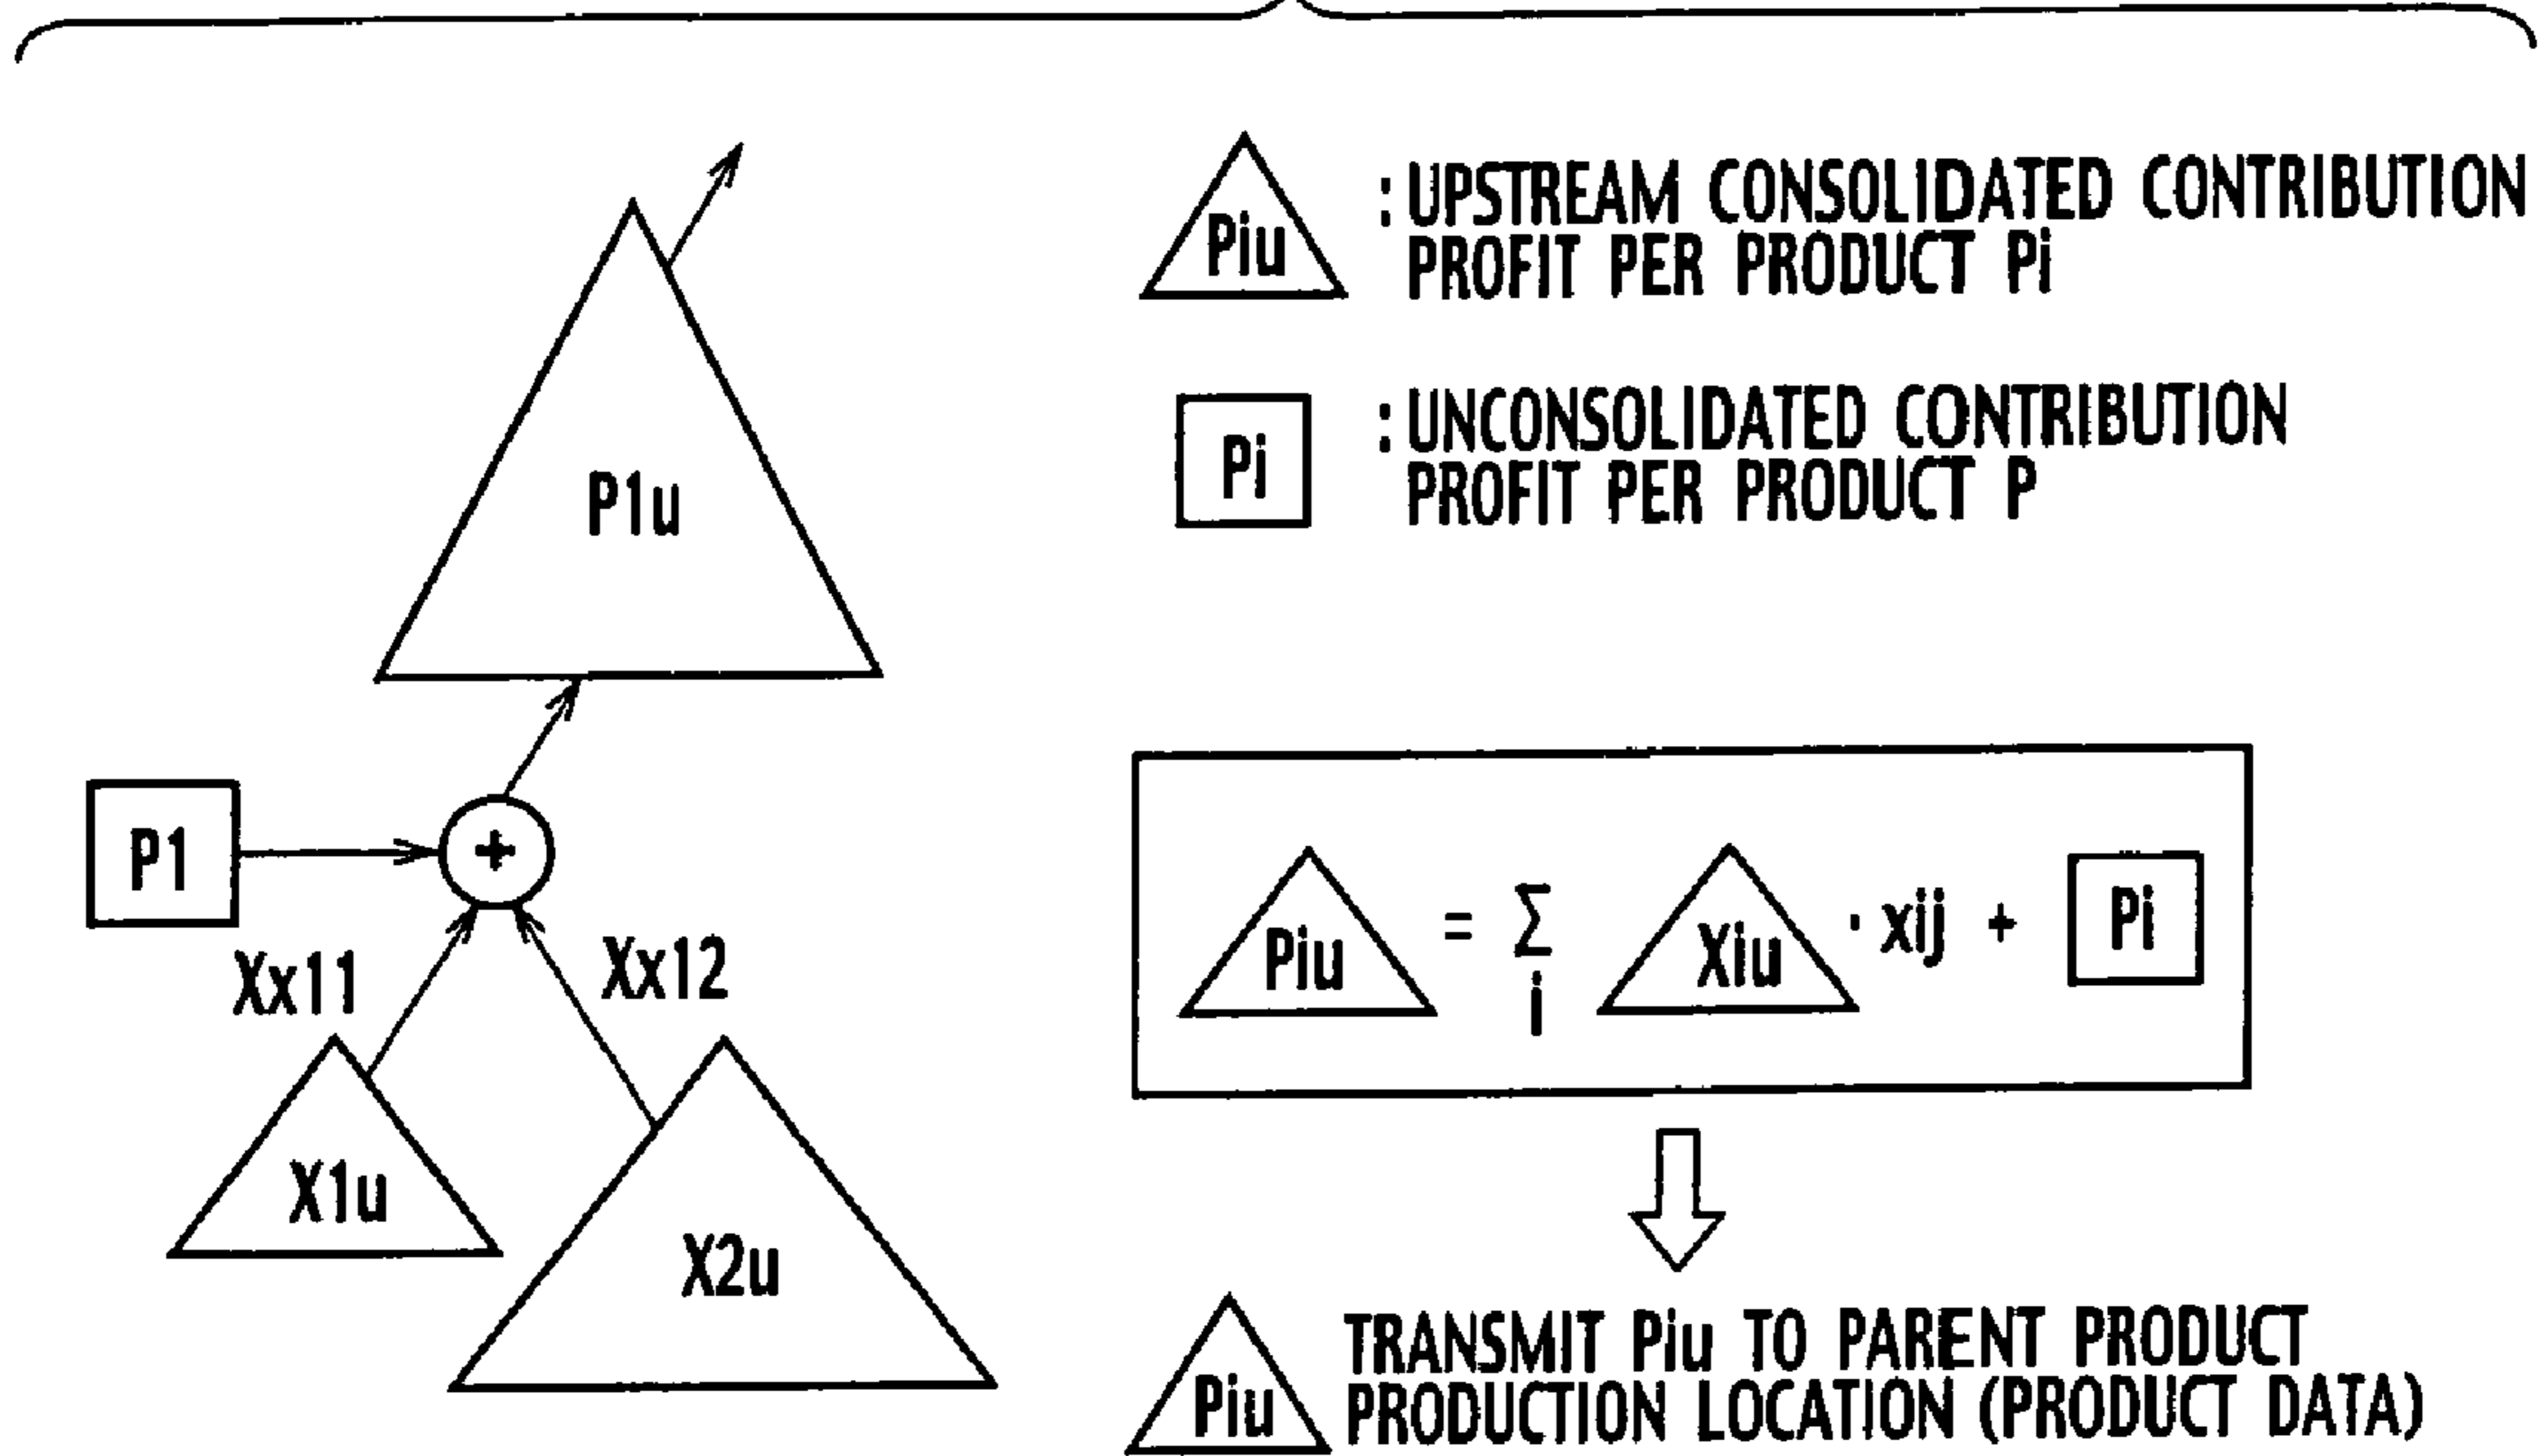 P1u
P1
+
Xx11
Xx12
X1u
X2u
Piu : UPSTREAM CONSOLIDATED CONTRIBUTION
PROFIT PER PRODUCT Pi
Pi : UNCONSOLIDATED CONTRIBUTION
PROFIT PER PRODUCT P
Piu = Σ Xiu · xij + Pi
i
Piu TRANSMIT Piu TO PARENT PRODUCT
PRODUCTION LOCATION (PRODUCT DATA)